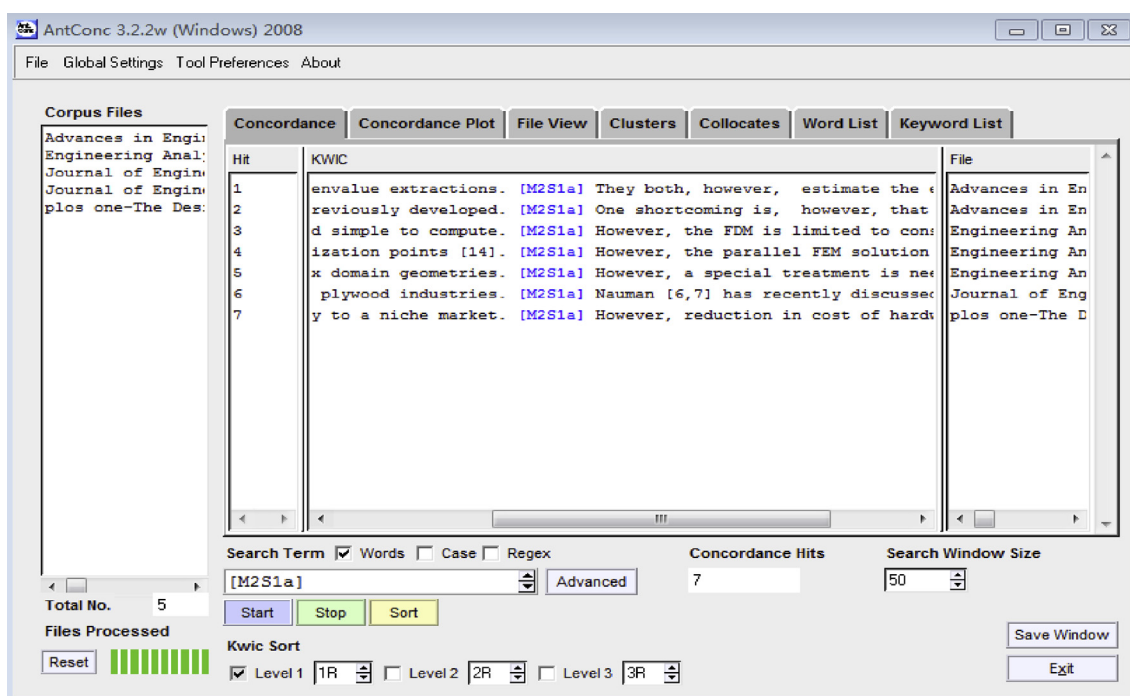 AntConc 3.2.2w (Windows) 2008
File Global Settings Tool Preferences About
Corpus Files
Advances in Engi
Engineering Anal
Journal of Engin
Journal of Engin
plos one-The Des
Concordance Concordance Plot File View Clusters Collocates Word List Keyword List
Hit KWIC File
1 envalue extractions. [M2S1a] They both, however, estimate the e Advances in En
2 reviously developed. [M2S1a] One shortcoming is, however, that Advances in En
3 d simple to compute. [M2S1a] However, the FDM is limited to cons Engineering An
4 ization points [14]. [M2S1a] However, the parallel FEM solution Engineering An
5 x domain geometries. [M2S1a] However, a special treatment is nee Engineering An
6 plywood industries. [M2S1a] Nauman [6,7] has recently discussed Journal of Eng
7 y to a niche market. [M2S1a] However, reduction in cost of hardw plos one-The D
Search Term Words Case Regex Concordance Hits Search Window Size
[M2S1a] Advanced 7 50
Total No. 5
Start Stop Sort
Files Processed
Reset
Kwic Sort
Level 1 1R Level 2 2R Level 3 3R
Save Window
Exit